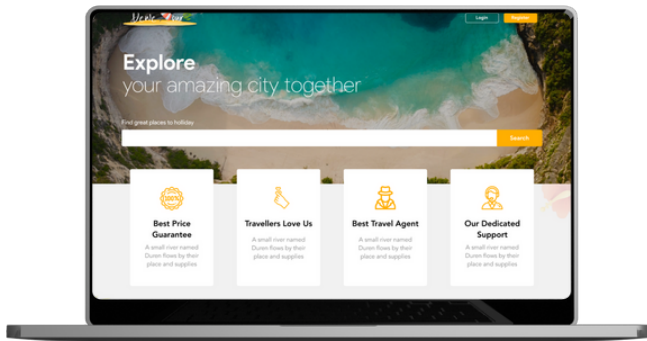 Login
Register
Explore
your amazing city together
Find great places to holliday
Search
100%
Best Price
Guarantee
A small river named
Duren flows by their
place and supplies
Travellers Love Us
A small river named
Duren flows by their
place and supplies
Best Travel Agent
A small river named
Duren flows by their
place and supplies
Our Dedicated
Support
A small river named
Duren flows by their
place and supplies